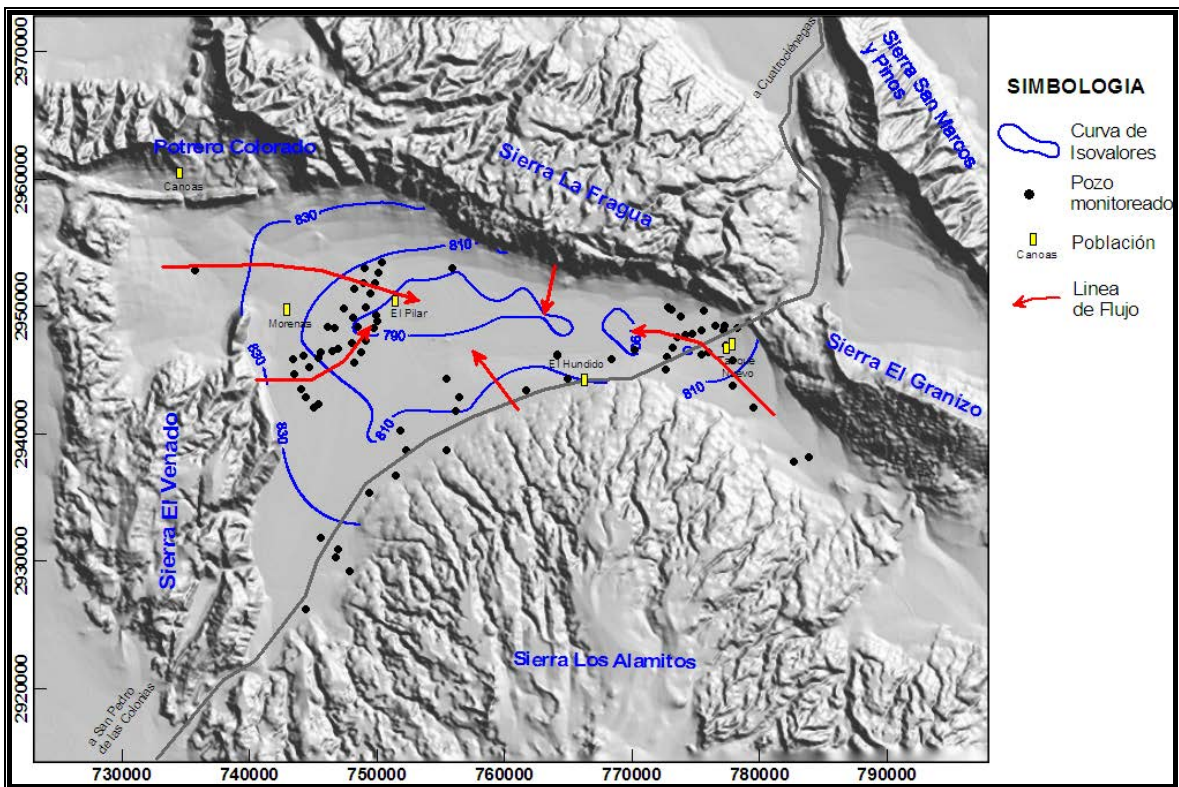 2970000
2960000
2950000
2940000
2930000
2920000
730000
740000
750000
760000
770000
780000
790000
a Cuatrociénegas
Sierra San Marcos
y Pinos
Potrero Colorado
Canoas
Sierra La Fragua
830
810
El Pilar
Morenas
790
Tanque
Nuevo
El Hundido
810
Sierra El Granizo
830
810
830
Sierra El Venado
Sierra Los Alamitos
a San Pedro
de las Colonias
SIMBOLOGIA
Curva de
Isovalores
Pozo
monitoreado
Canoas
Población
Linea
de Flujo